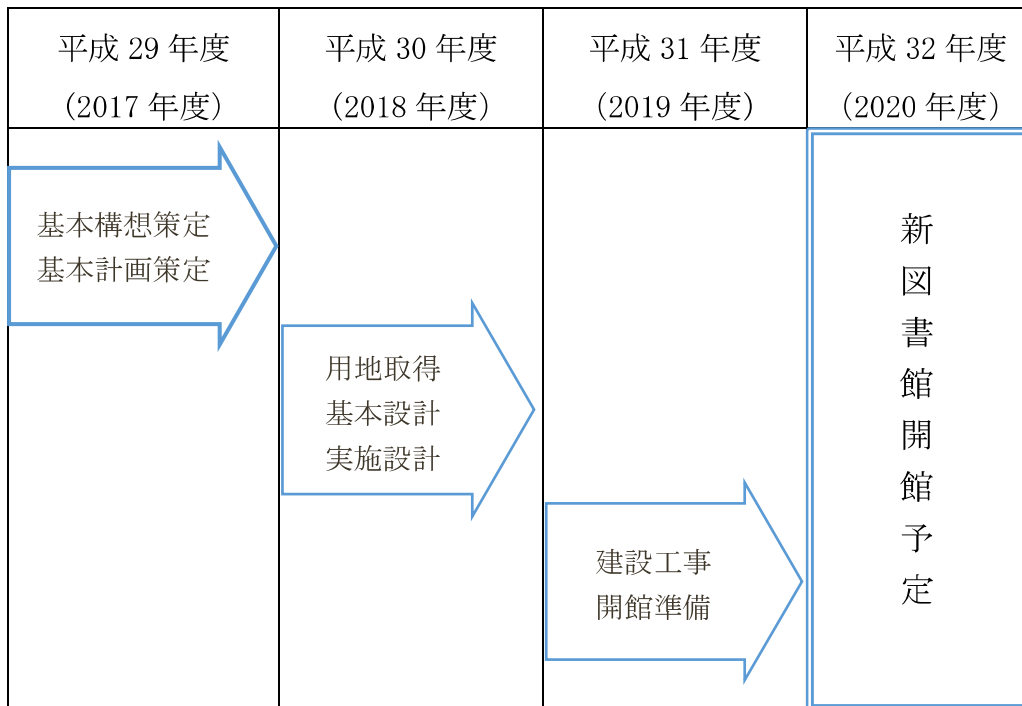 平成 29 年度
(2017 年度)
平成 30 年度
(2018 年度)
平成 31 年度
(2019 年度)
平成 32 年度
(2020 年度)
基本構想策定
基本計画策定
用地取得
基本設計
実施設計
建設工事
開館準備
新図書館開館予定